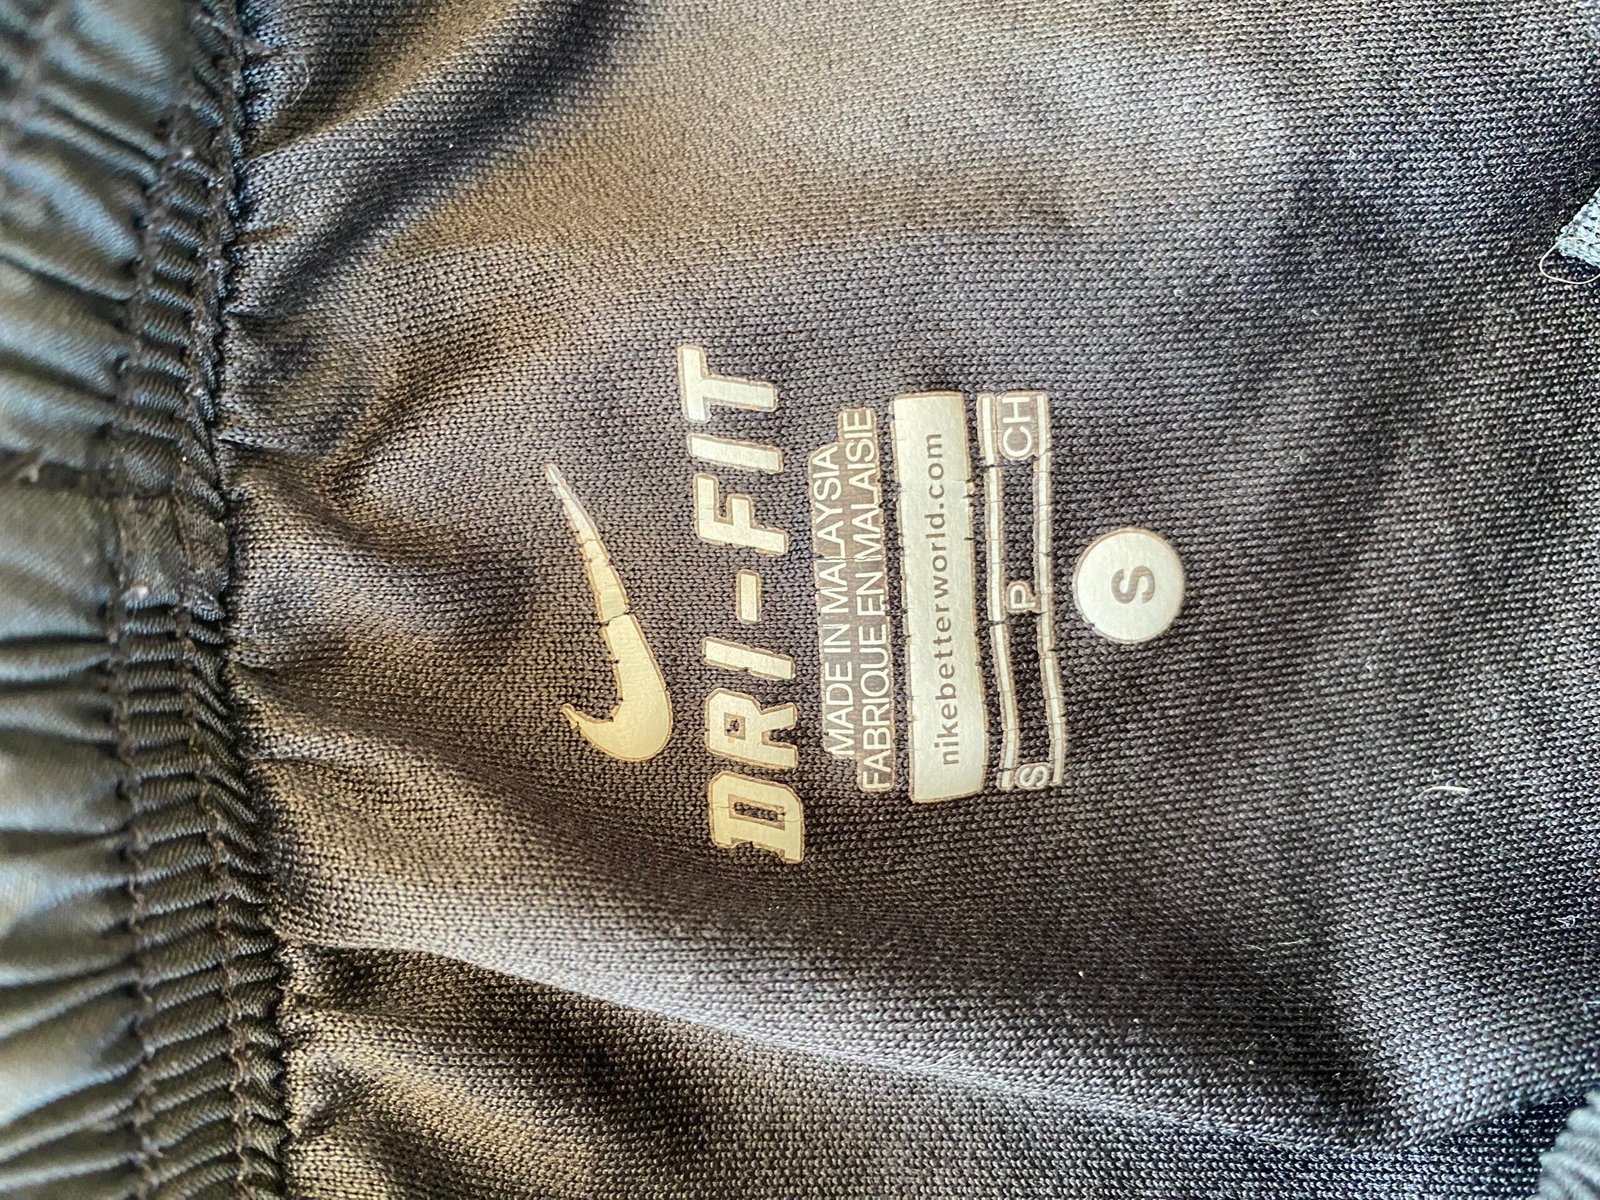 DRI-FIT
MADE IN MALAYSIA
FABRIQUE EN MALAISIE
nikebetterworld.com
S P CH
S